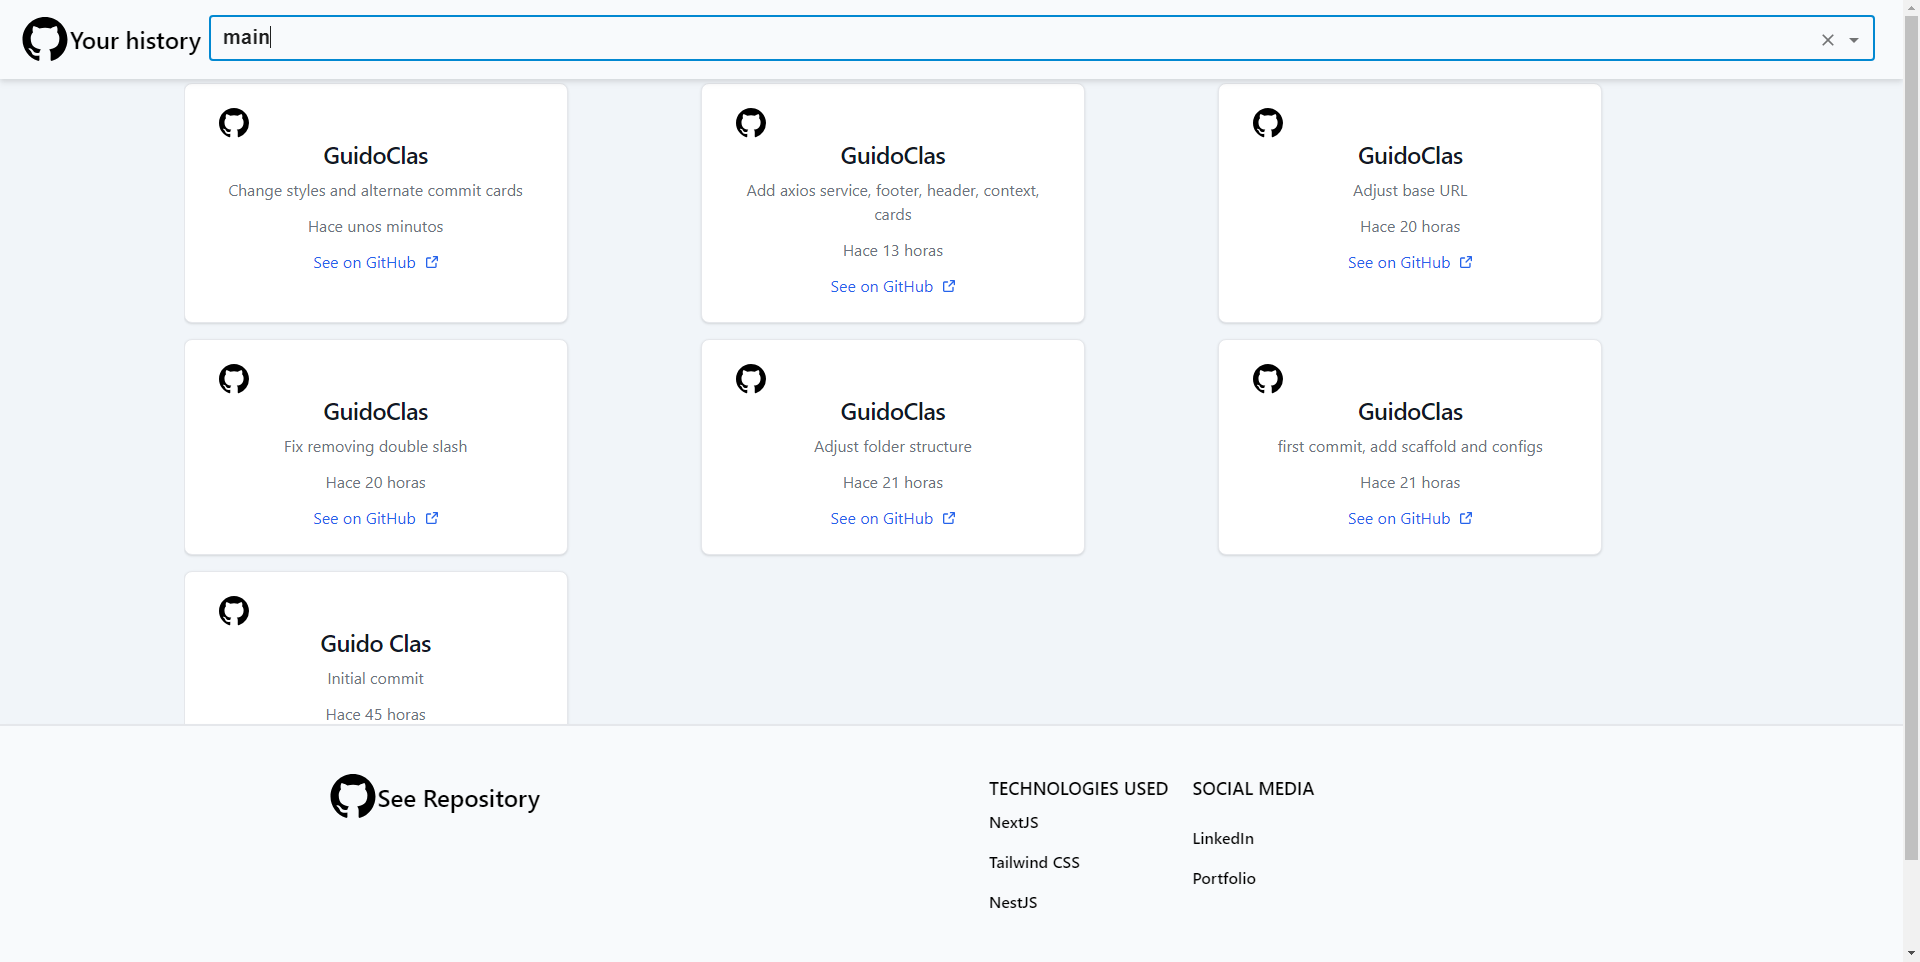 Your history
main
GuidoClas
Change styles and alternate commit cards
Hace unos minutos
See on GitHub
GuidoClas
Add axios service, footer, header, context,
cards
Hace 13 horas
See on GitHub
GuidoClas
Adjust base URL
Hace 20 horas
See on GitHub
GuidoClas
Fix removing double slash
Hace 20 horas
See on GitHub
GuidoClas
Adjust folder structure
Hace 21 horas
See on GitHub
GuidoClas
first commit, add scaffold and configs
Hace 21 horas
See on GitHub
Guido Clas
Initial commit
Hace 45 horas
See Repository
TECHNOLOGIES USED
NextJS
Tailwind CSS
NestJS
SOCIAL MEDIA
LinkedIn
Portfolio